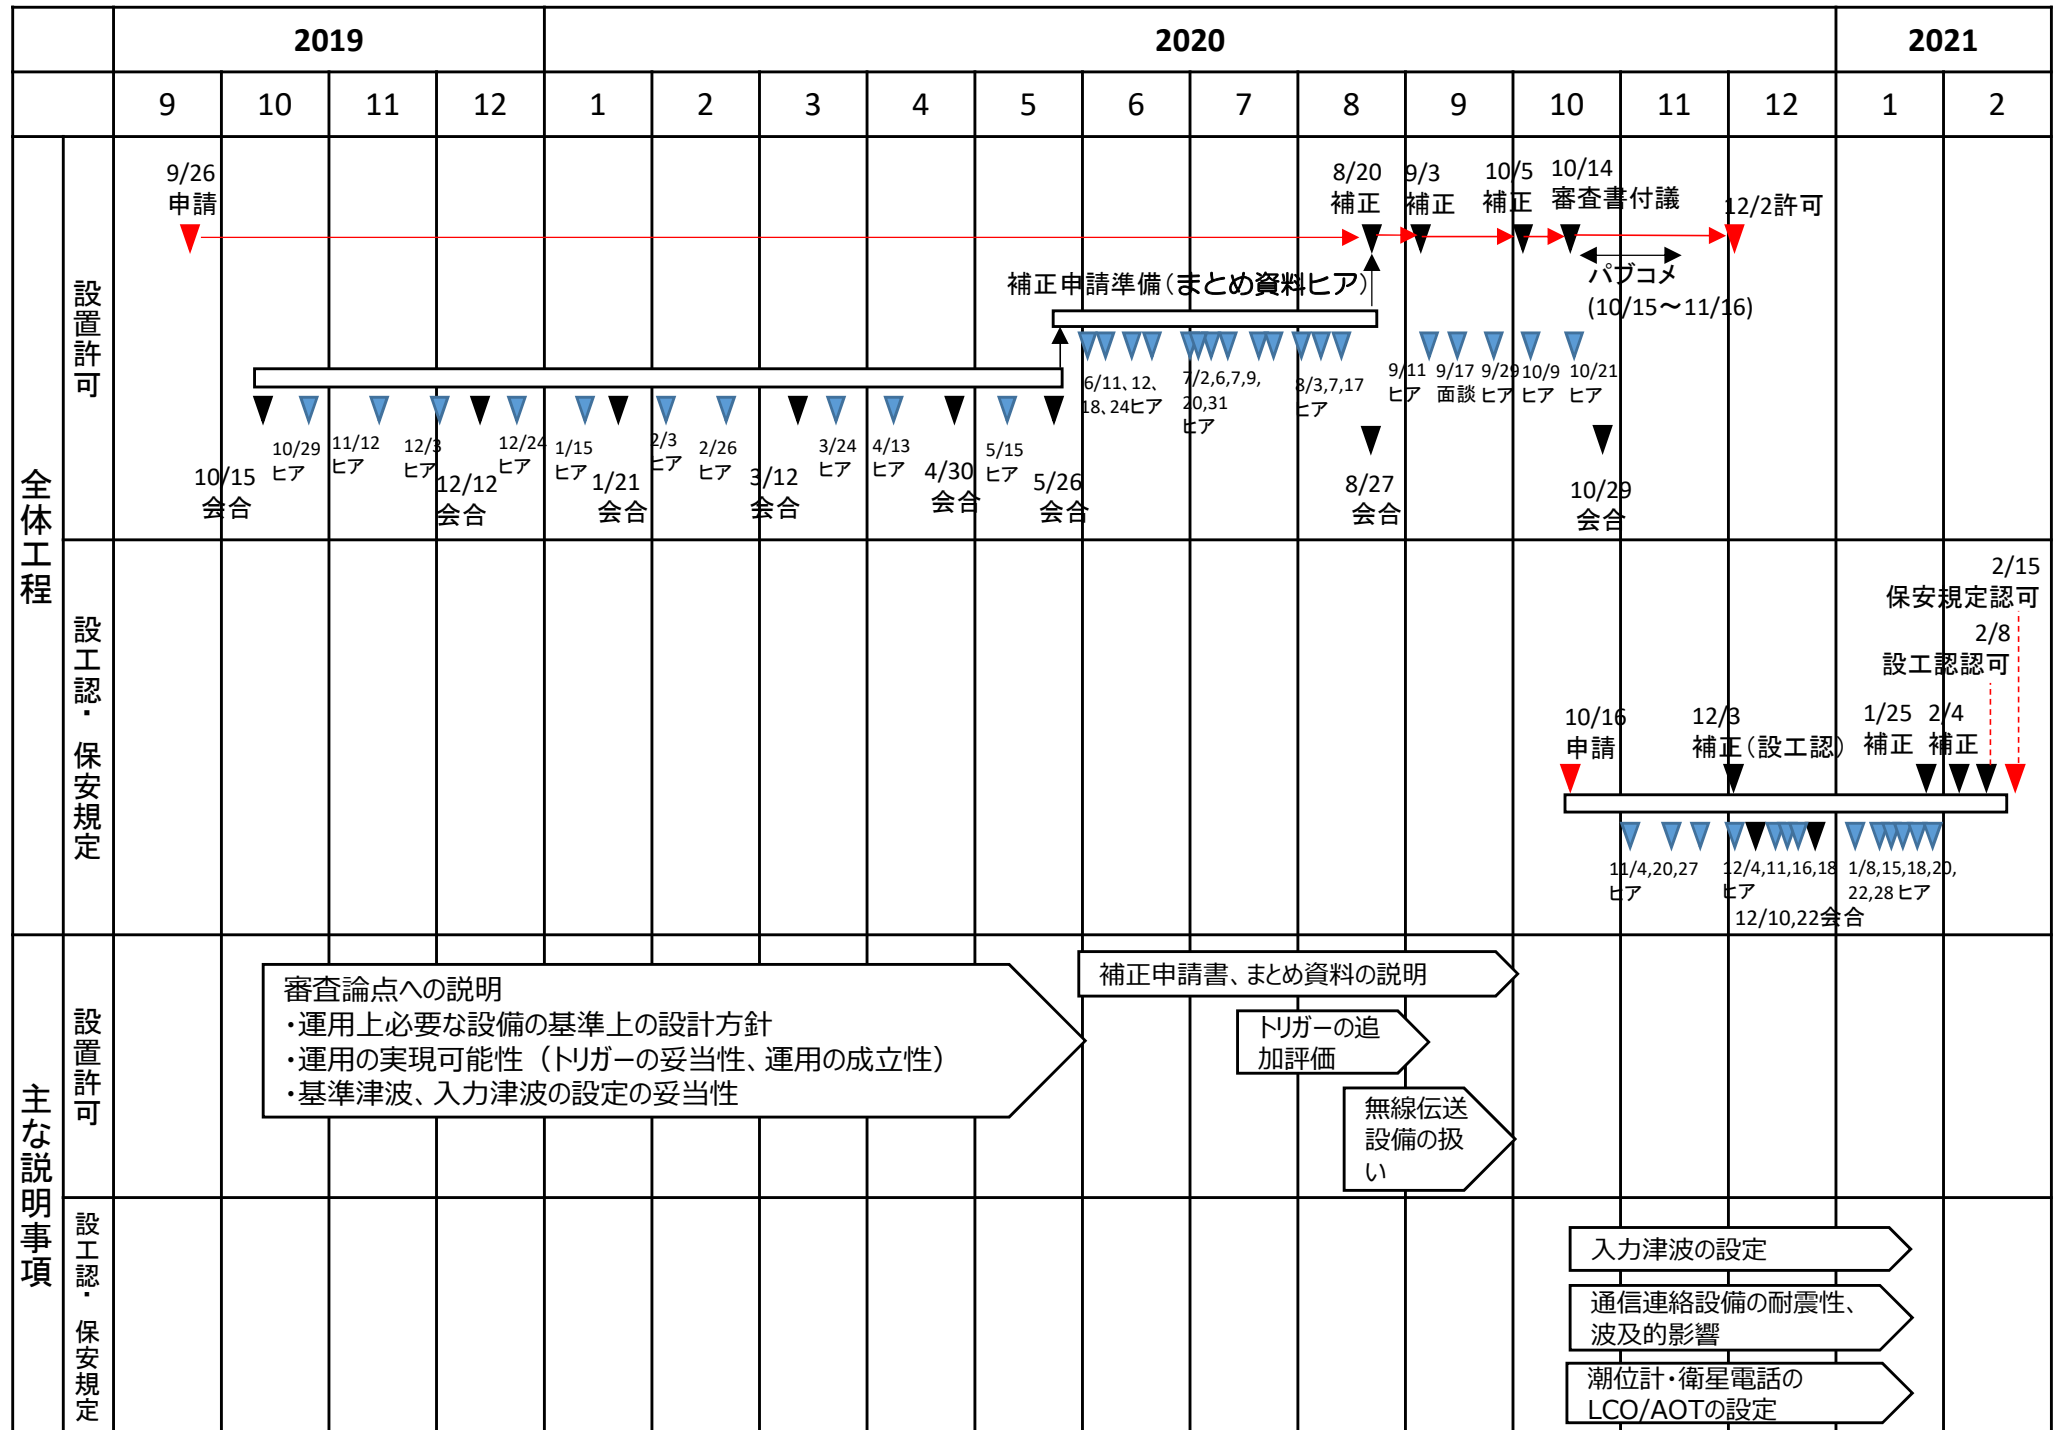 2019
2020
2021
9
10
11
12
1
2
3
4
5
6
7
8
9
10
11
12
1
2
全体工程
設置許可
9/26
申請
8/20
補正
9/3
補正
10/5
補正
10/14
審査書付議
12/2許可
パブコメ
(10/15～11/16)
補正申請準備(まとめ資料ヒア)
6/11、12、
18、24ヒア
7/2,6,7,9,
20,31
ヒア
8/3,7,17
ヒア
9/11
ヒア
9/17
面談
9/29
ヒア
10/9
ヒア
10/21
ヒア
10/15
会合
10/29
ヒア
11/12
ヒア
12/3
ヒア
12/12
会合
12/24
ヒア
1/15
ヒア
1/21
会合
2/3
ヒア
2/26
ヒア
3/12
会合
3/24
ヒア
4/13
ヒア
4/30
会合
5/15
ヒア
5/26
会合
8/27
会合
10/29
会合
設工認・保安規定
2/15
保安規定認可
2/8
設工認認可
10/16
申請
12/3
補正(設工認)
1/25
補正
2/4
補正
11/4,20,27
ヒア
12/4,11,16,18
ヒア
12/10,22会合
1/8,15,18,20,
22,28ヒア
主な説明事項
設置許可
審査論点への説明
・運用上必要な設備の基準上の設計方針
・運用の実現可能性（トリガーの妥当性、運用の成立性）
・基準津波、入力津波の設定の妥当性
補正申請書、まとめ資料の説明
トリガーの追
加評価
無線伝送
設備の扱
い
設工認・保安規定
入力津波の設定
通信連絡設備の耐震性、
波及的影響
潮位計・衛星電話の
LCO/AOTの設定